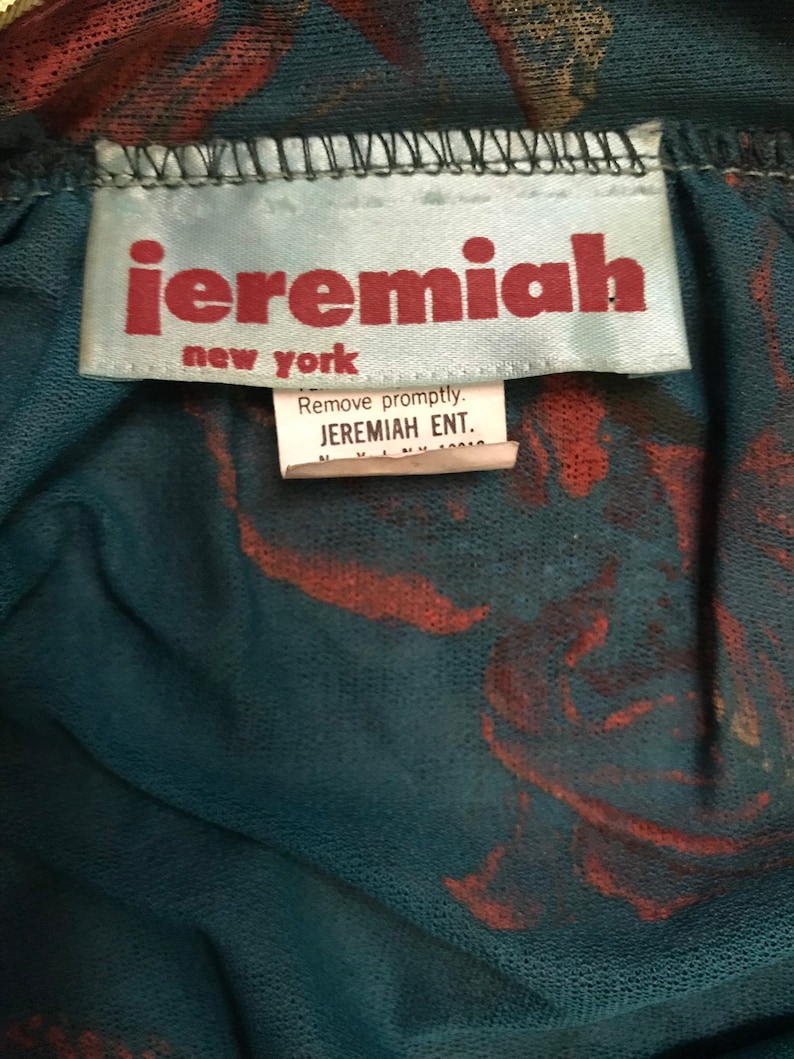 jeremiah
new york
Remove promptly.
JEREMIAH ENT.